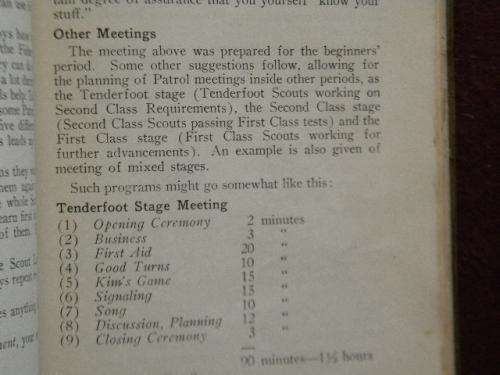 tain degree of assurance that you yourself "know your
stuff."
Other Meetings
The meeting above was prepared for the beginners'
period. Some other suggestions follow, allowing for
the planning of Patrol meetings inside other periods, as
the Tenderfoot stage (Tenderfoot Scouts working on
Second Class Requirements), the Second Class stage
(Second Class Scouts passing First Class tests) and the
First Class stage (First Class Scouts working for
further advancements). An example is also given of
meeting of mixed stages.
Such programs might go somewhat like this:
Tenderfoot Stage Meeting
(1) Opening Ceremony 2 minutes
(2) Business 3 "
(3) First Aid 20 "
(4) Good Turns 10 "
(5) Kim's Game 15 "
(6) Signaling 15 "
(7) Song 10 "
(8) Discussion, Planning 12 "
(9) Closing Ceremony 3 "
90 minutes—1½ hours